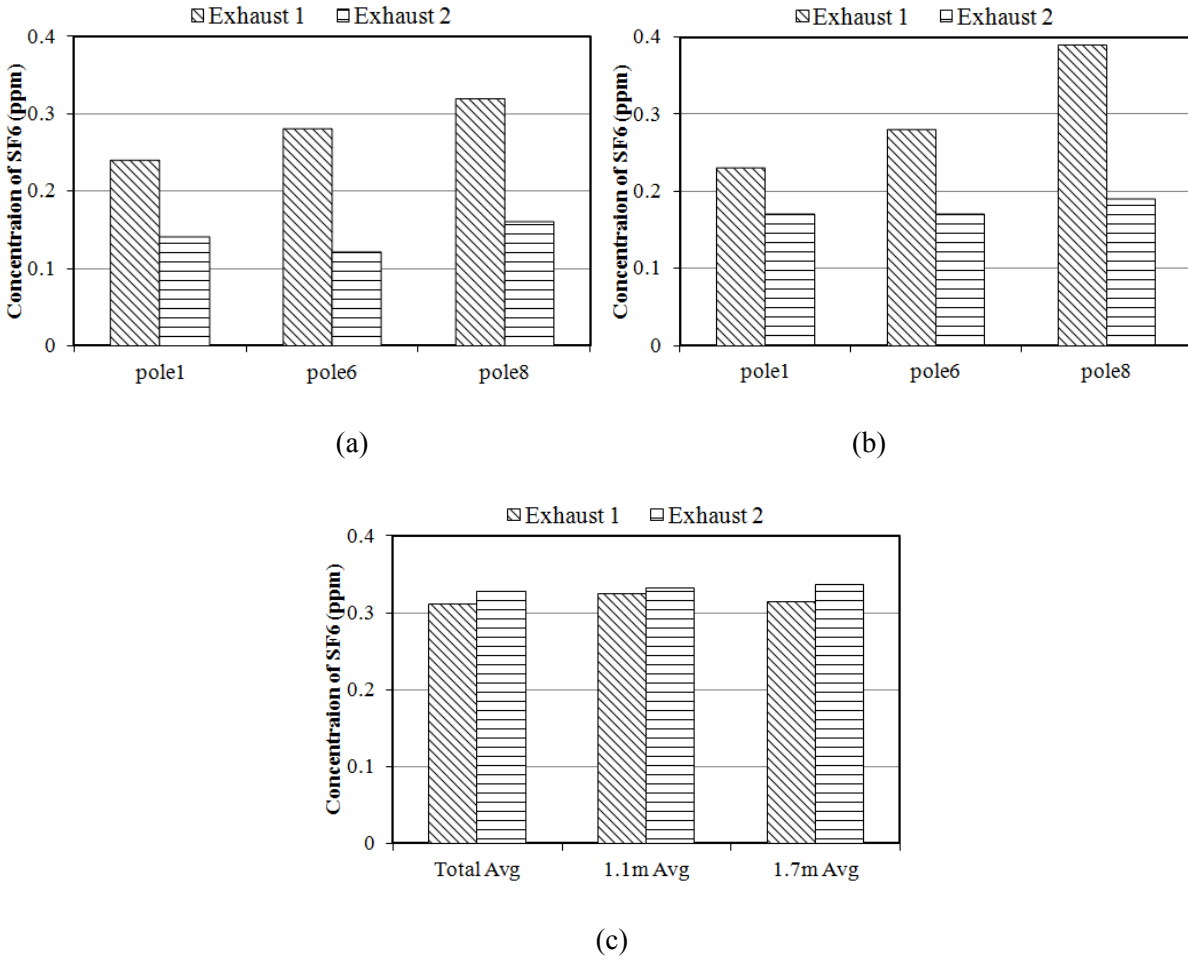 Exhaust 1 Exhaust 2
Concentraion of SF6 (ppm)
0.4
0.3
0.2
0.1
0
pole1 pole6 pole8
(a)
Exhaust 1 Exhaust 2
Concentraion of SF6 (ppm)
0.4
0.3
0.2
0.1
0
pole1 pole6 pole8
(b)
Exhaust 1 Exhaust 2
Concentraion of SF6 (ppm)
0.4
0.3
0.2
0.1
0
Total Avg 1.1m Avg 1.7m Avg
(c)